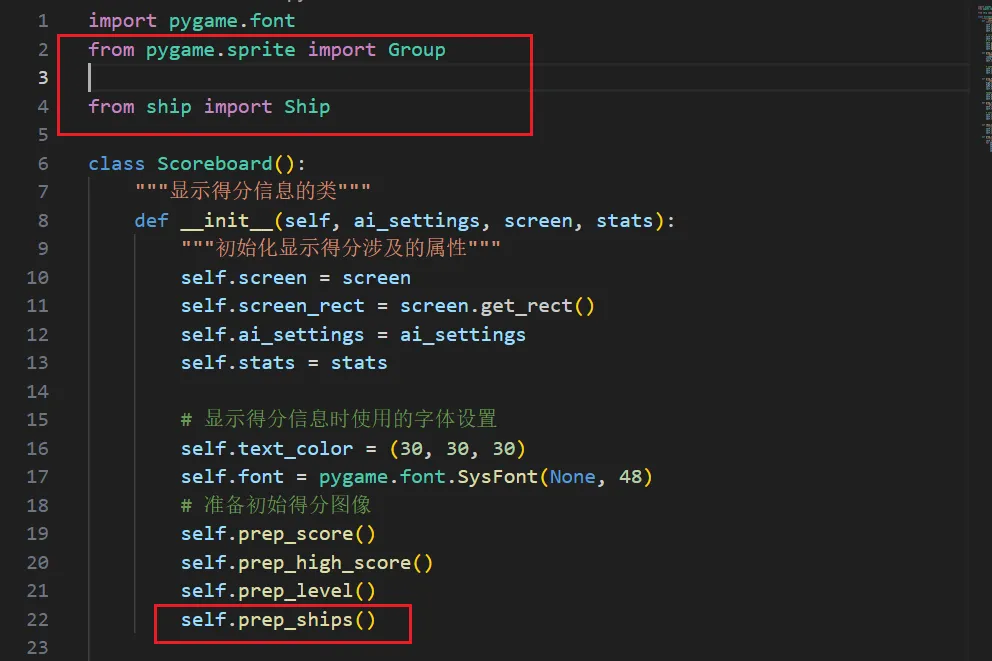 1 import pygame.font
2 from pygame.sprite import Group
3
4 from ship import Ship
5
6 class Scoreboard():
7 """显示得分信息的类"""
8 def __init__(self, ai_settings, screen, stats):
9 """初始化显示得分涉及的属性"""
10 self.screen = screen
11 self.screen_rect = screen.get_rect()
12 self.ai_settings = ai_settings
13 self.stats = stats
14
15 # 显示得分信息时使用的字体设置
16 self.text_color = (30, 30, 30)
17 self.font = pygame.font.SysFont(None, 48)
18 # 准备初始得分图像
19 self.prep_score()
20 self.prep_high_score()
21 self.prep_level()
22 self.prep_ships()
23